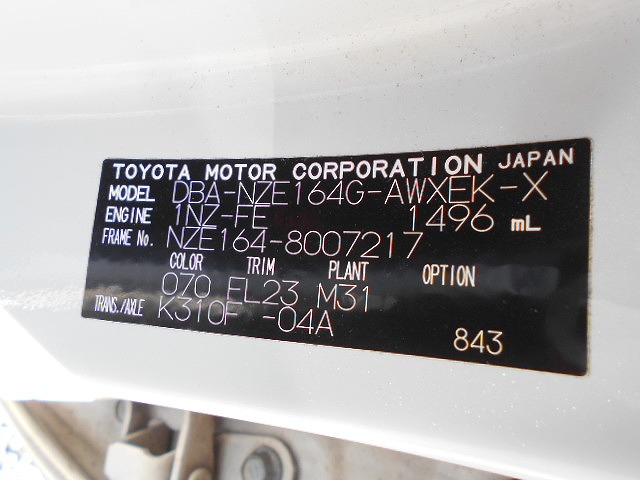 TOYOTA MOTOR CORPORATION JAPAN
MODEL DBA-NZE164G-AWXEK-X
ENGINE 1NZ-FE 1496 mL
FRAME No. NZE164-8007217
COLOR TRIM PLANT OPTION
070 FL23 M31
TRANS./AXLE K310F -04A
843